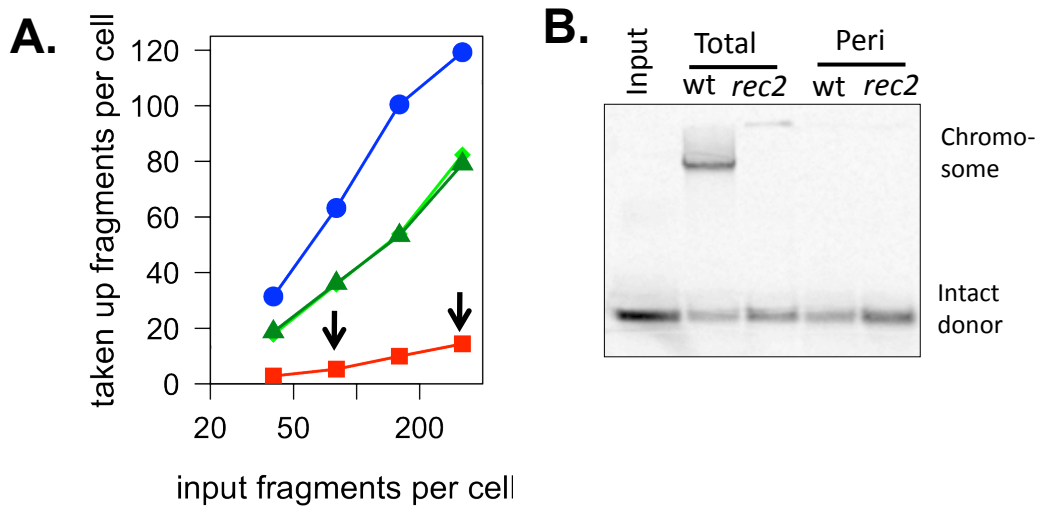 A.
taken up fragments per cell
120
100
80
60
40
20
0
20 50 200
input fragments per cell
B.
Input
Total Peri
wt rec2 wt rec2
Chromo-
some
Intact
donor